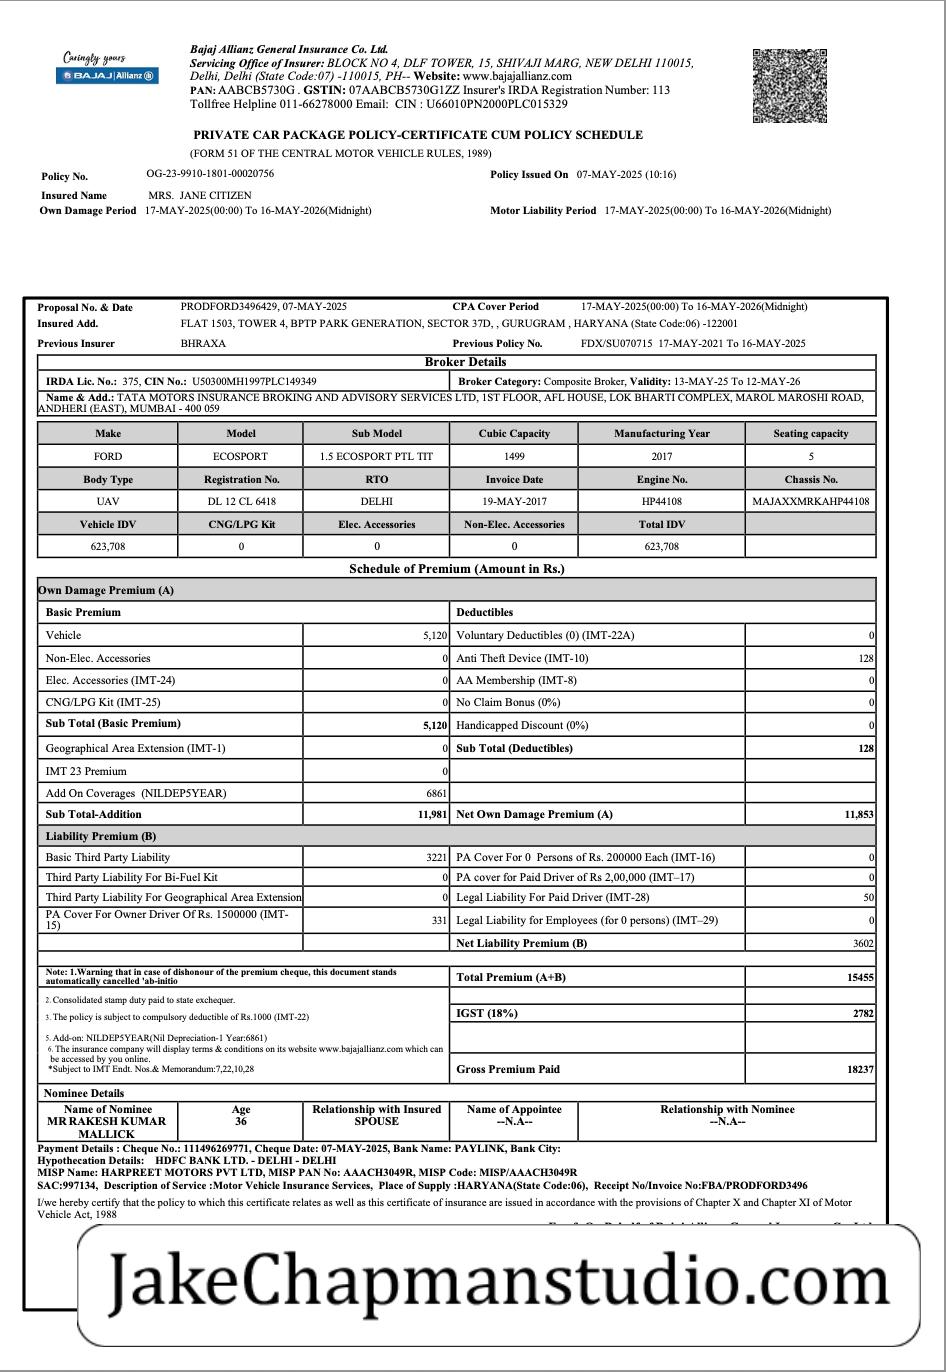 Caringly yours
BAJAJ Allianz
Bajaj Allianz General Insurance Co. Ltd.
Servicing Office of Insurer: BLOCK NO 4, DLF TOWER, 15, SHIVAJI MARG, NEW DELHI 110015,
Delhi, Delhi (State Code:07) -110015, PH-- Website: www.bajajallianz.com
PAN: AABCB5730G . GSTIN: 07AABCB5730G1ZZ Insurer's IRDA Registration Number: 113
Tollfree Helpline 011-66278000 Email: CIN : U66010PN2000PLC015329
PRIVATE CAR PACKAGE POLICY-CERTIFICATE CUM POLICY SCHEDULE
(FORM 51 OF THE CENTRAL MOTOR VEHICLE RULES, 1989)
Policy No. OG-23-9910-1801-00020756 Policy Issued On 07-MAY-2025 (10:16)
Insured Name MRS. JANE CITIZEN
Own Damage Period 17-MAY-2025(00:00) To 16-MAY-2026(Midnight) Motor Liability Period 17-MAY-2025(00:00) To 16-MAY-2026(Midnight)
Proposal No. & Date PRODFORD3496429, 07-MAY-2025 CPA Cover Period 17-MAY-2025(00:00) To 16-MAY-2026(Midnight)
Insured Add. FLAT 1503, TOWER 4, BPTP PARK GENERATION, SECTOR 37D, , GURUGRAM , HARYANA (State Code:06) -122001
Previous Insurer BHRAXA Previous Policy No. FDX/SU070715 17-MAY-2021 To 16-MAY-2025
Broker Details
IRDA Lic. No.: 375, CIN No.: U50300MH1997PLC149349 Broker Category: Composite Broker, Validity: 13-MAY-25 To 12-MAY-26
Name & Add.: TATA MOTORS INSURANCE BROKING AND ADVISORY SERVICES LTD, 1ST FLOOR, AFL HOUSE, LOK BHARTI COMPLEX, MAROL MAROSHI ROAD,
ANDHERI (EAST), MUMBAI - 400 059
Make Model Sub Model Cubic Capacity Manufacturing Year Seating capacity
FORD ECOSPORT 1.5 ECOSPORT PTL TIT 1499 2017 5
Body Type Registration No. RTO Invoice Date Engine No. Chassis No.
UAV DL 12 CL 6418 DELHI 19-MAY-2017 HP44108 MAJAXXMRKAHP44108
Vehicle IDV CNG/LPG Kit Elec. Accessories Non-Elec. Accessories Total IDV
623,708 0 0 0 623,708
Schedule of Premium (Amount in Rs.)
Own Damage Premium (A)
Basic Premium Deductibles
Vehicle 5,120 Voluntary Deductibles (0) (IMT-22A) 0
Non-Elec. Accessories 0 Anti Theft Device (IMT-10) 128
Elec. Accessories (IMT-24) 0 AA Membership (IMT-8) 0
CNG/LPG Kit (IMT-25) 0 No Claim Bonus (0%) 0
Sub Total (Basic Premium) 5,120 Handicapped Discount (0%) 0
Geographical Area Extension (IMT-1) 0 Sub Total (Deductibles) 128
IMT 23 Premium 0
Add On Coverages (NILDEP5YEAR) 6861
Sub Total-Addition 11,981 Net Own Damage Premium (A) 11,853
Liability Premium (B)
Basic Third Party Liability 3221 PA Cover For 0 Persons of Rs. 200000 Each (IMT-16) 0
Third Party Liability For Bi-Fuel Kit 0 PA cover for Paid Driver of Rs 2,00,000 (IMT–17) 0
Third Party Liability For Geographical Area Extension 0 Legal Liability For Paid Driver (IMT-28) 50
PA Cover For Owner Driver Of Rs. 1500000 (IMT-
15) 331 Legal Liability for Employees (for 0 persons) (IMT–29) 0
Net Liability Premium (B) 3602
Note: 1.Warning that in case of dishonour of the premium cheque, this document stands
automatically cancelled 'ab-initio
Total Premium (A+B) 15455
2. Consolidated stamp duty paid to state exchequer.
3. The policy is subject to compulsory deductible of Rs.1000 (IMT-22)
IGST (18%) 2782
5. Add-on: NILDEP5YEAR(Nil Depreciation-1 Year:6861)
6. The insurance company will display terms & conditions on its website www.bajajallianz.com which can
be accessed by you online.
*Subject to IMT Endt. Nos.& Memorandum:7,22,10,28
Gross Premium Paid 18237
Nominee Details
Name of Nominee Age Relationship with Insured Name of Appointee Relationship with Nominee
MR RAKESH KUMAR 36 SPOUSE --N.A-- --N.A--
MALLICK
Payment Details : Cheque No.: 111496269771, Cheque Date: 07-MAY-2025, Bank Name: PAYLINK, Bank City:
Hypothecation Details: HDFC BANK LTD. - DELHI - DELHI
MISP Name: HARPREET MOTORS PVT LTD, MISP PAN No: AAACH3049R, MISP Code: MISP/AAACH3049R
SAC:997134, Description of Service :Motor Vehicle Insurance Services, Place of Supply :HARYANA(State Code:06), Receipt No/Invoice No:FBA/PRODFORD3496
I/we hereby certify that the policy to which this certificate relates as well as this certificate of insurance are issued in accordance with the provisions of Chapter X and Chapter XI of Motor
Vehicle Act, 1988
JakeChapmanstudio.com